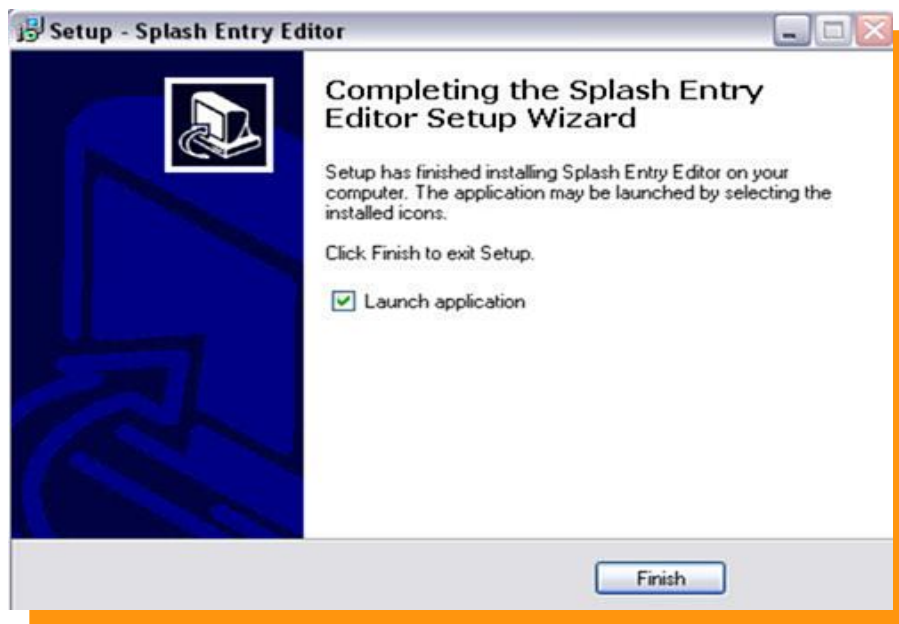 Setup - Splash Entry Editor
Completing the Splash Entry
Editor Setup Wizard
Setup has finished installing Splash Entry Editor on your
computer. The application may be launched by selecting the
installed icons.
Click Finish to exit Setup.
Launch application
Finish